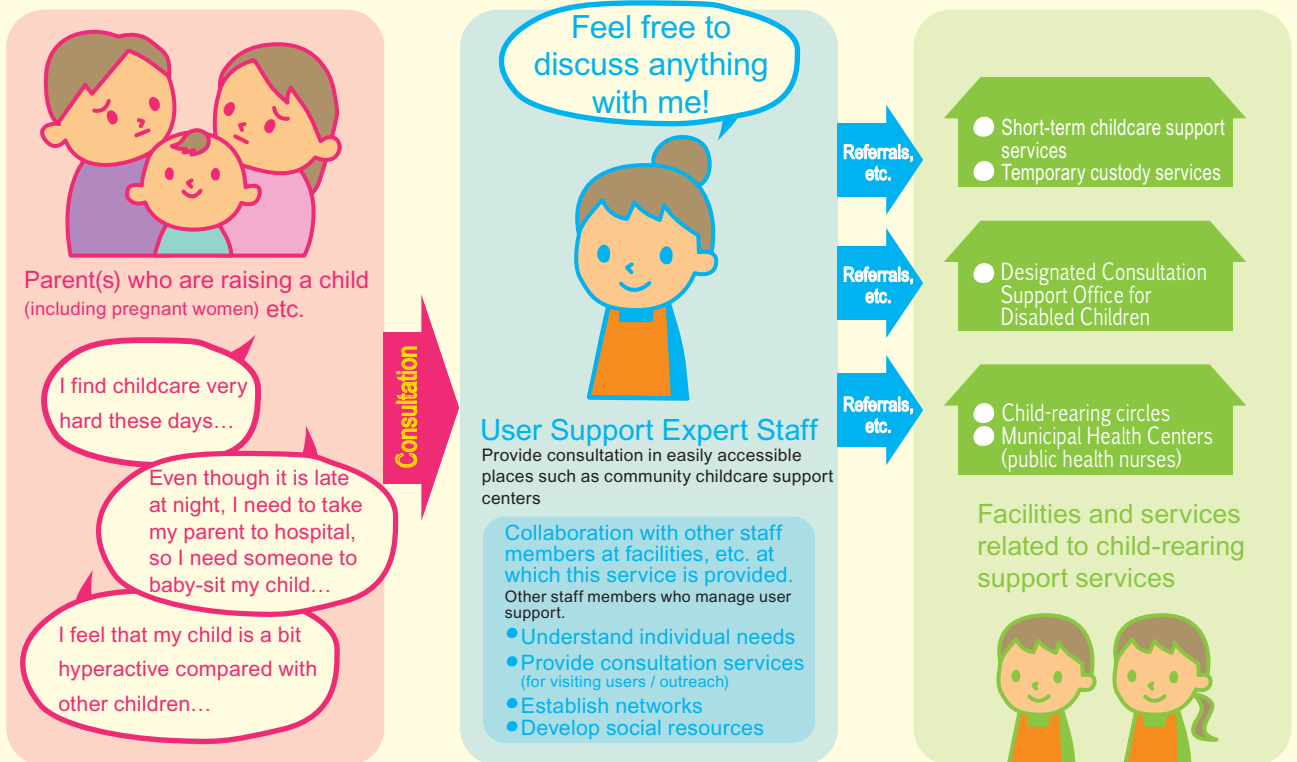 Parent(s) who are raising a child
(including pregnant women) etc.
I find childcare very
hard these days…
Even though it is late
at night, I need to take
my parent to hospital,
so I need someone to
baby-sit my child…
I feel that my child is a bit
hyperactive compared with
other children…
Consultation
Feel free to
discuss anything
with me!
User Support Expert Staff
Provide consultation in easily accessible
places such as community childcare support
centers
Collaboration with other staff
members at facilities, etc. at
which this service is provided.
Other staff members who manage user
support.
●Understand individual needs
●Provide consultation services
(for visiting users / outreach)
●Establish networks
●Develop social resources
Referrals,
etc.
Referrals,
etc.
Referrals,
etc.
● Short-term childcare support
services
● Temporary custody services
● Designated Consultation
Support Office for
Disabled Children
● Child-rearing circles
● Municipal Health Centers
(public health nurses)
Facilities and services
related to child-rearing
support services